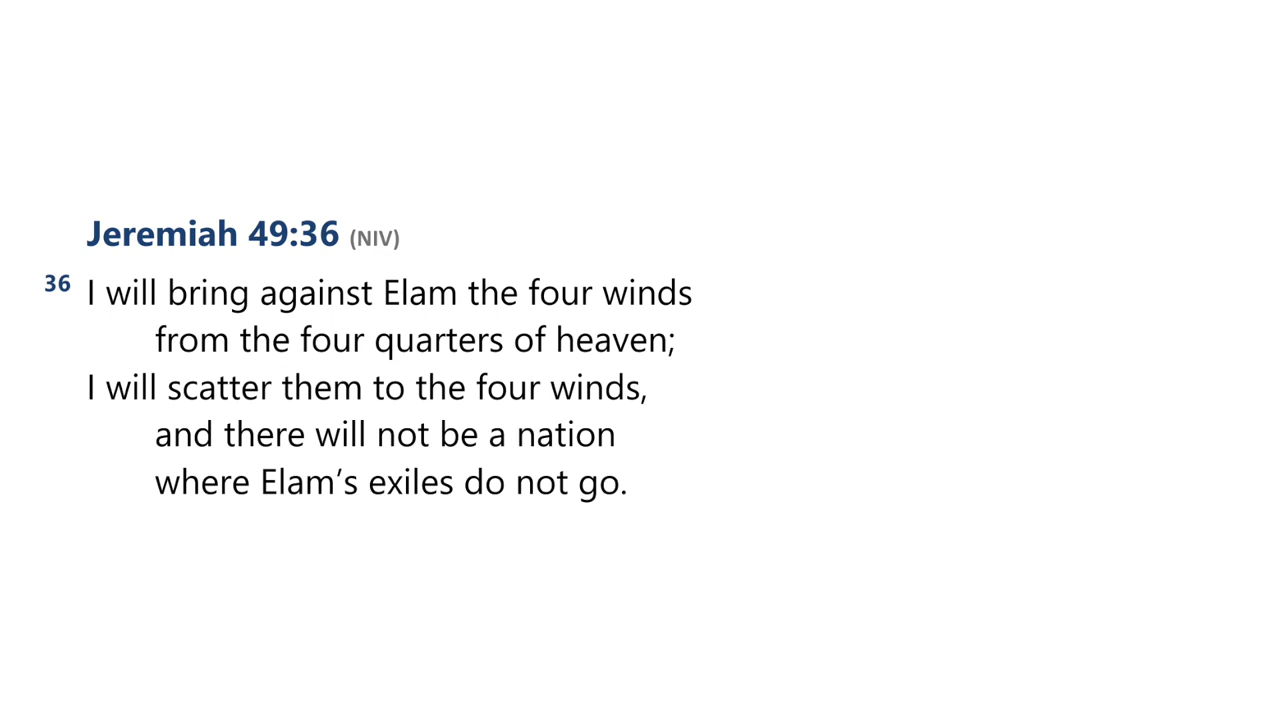 Jeremiah 49:36 (NIV)
36 I will bring against Elam the four winds
from the four quarters of heaven;
I will scatter them to the four winds,
and there will not be a nation
where Elam’s exiles do not go.